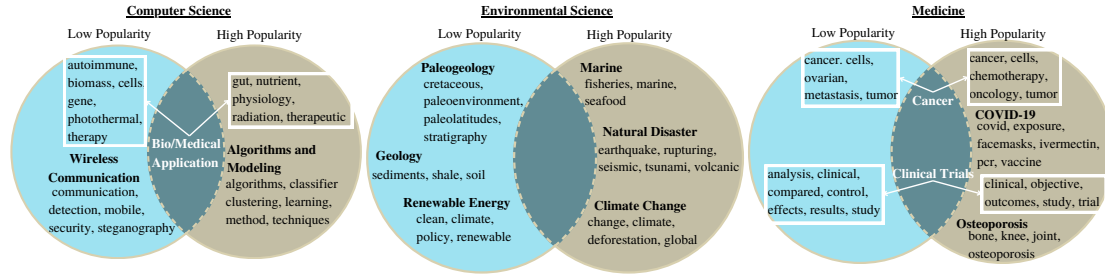 Computer Science
Low Popularity
High Popularity
autoimmune,
biomass, cells
gene,
photothermal,
therapy
gut, nutrient,
physiology,
radiation, therapeutic
Bio/Medical
Application
Wireless
Communication
communication,
detection, mobile,
security, steganography
Algorithms and
Modeling
algorithms, classifier
clustering, learning,
method, techniques
Environmental Science
Low Popularity
High Popularity
Paleogeology
cretaceous,
paleoenvironment,
paleolatitudes,
stratigraphy
Geology
sediments, shale, soil
Renewable Energy
clean, climate,
policy, renewable
Marine
fisheries, marine,
seafood
Natural Disaster
earthquake, rupturing,
seismic, tsunami, volcanic
Climate Change
change, climate,
deforestation, global
Medicine
Low Popularity
High Popularity
cancer. cells,
ovarian,
metastasis, tumor
cancer, cells,
chemotherapy,
oncology, tumor
Cancer
COVID-19
covid, exposure,
facemasks, ivermectin,
pcr, vaccine
Clinical Trials
analysis, clinical,
compared, control,
effects, results, study
clinical, objective,
outcomes, study, trial
Osteoporosis
bone, knee, joint,
osteoporosis